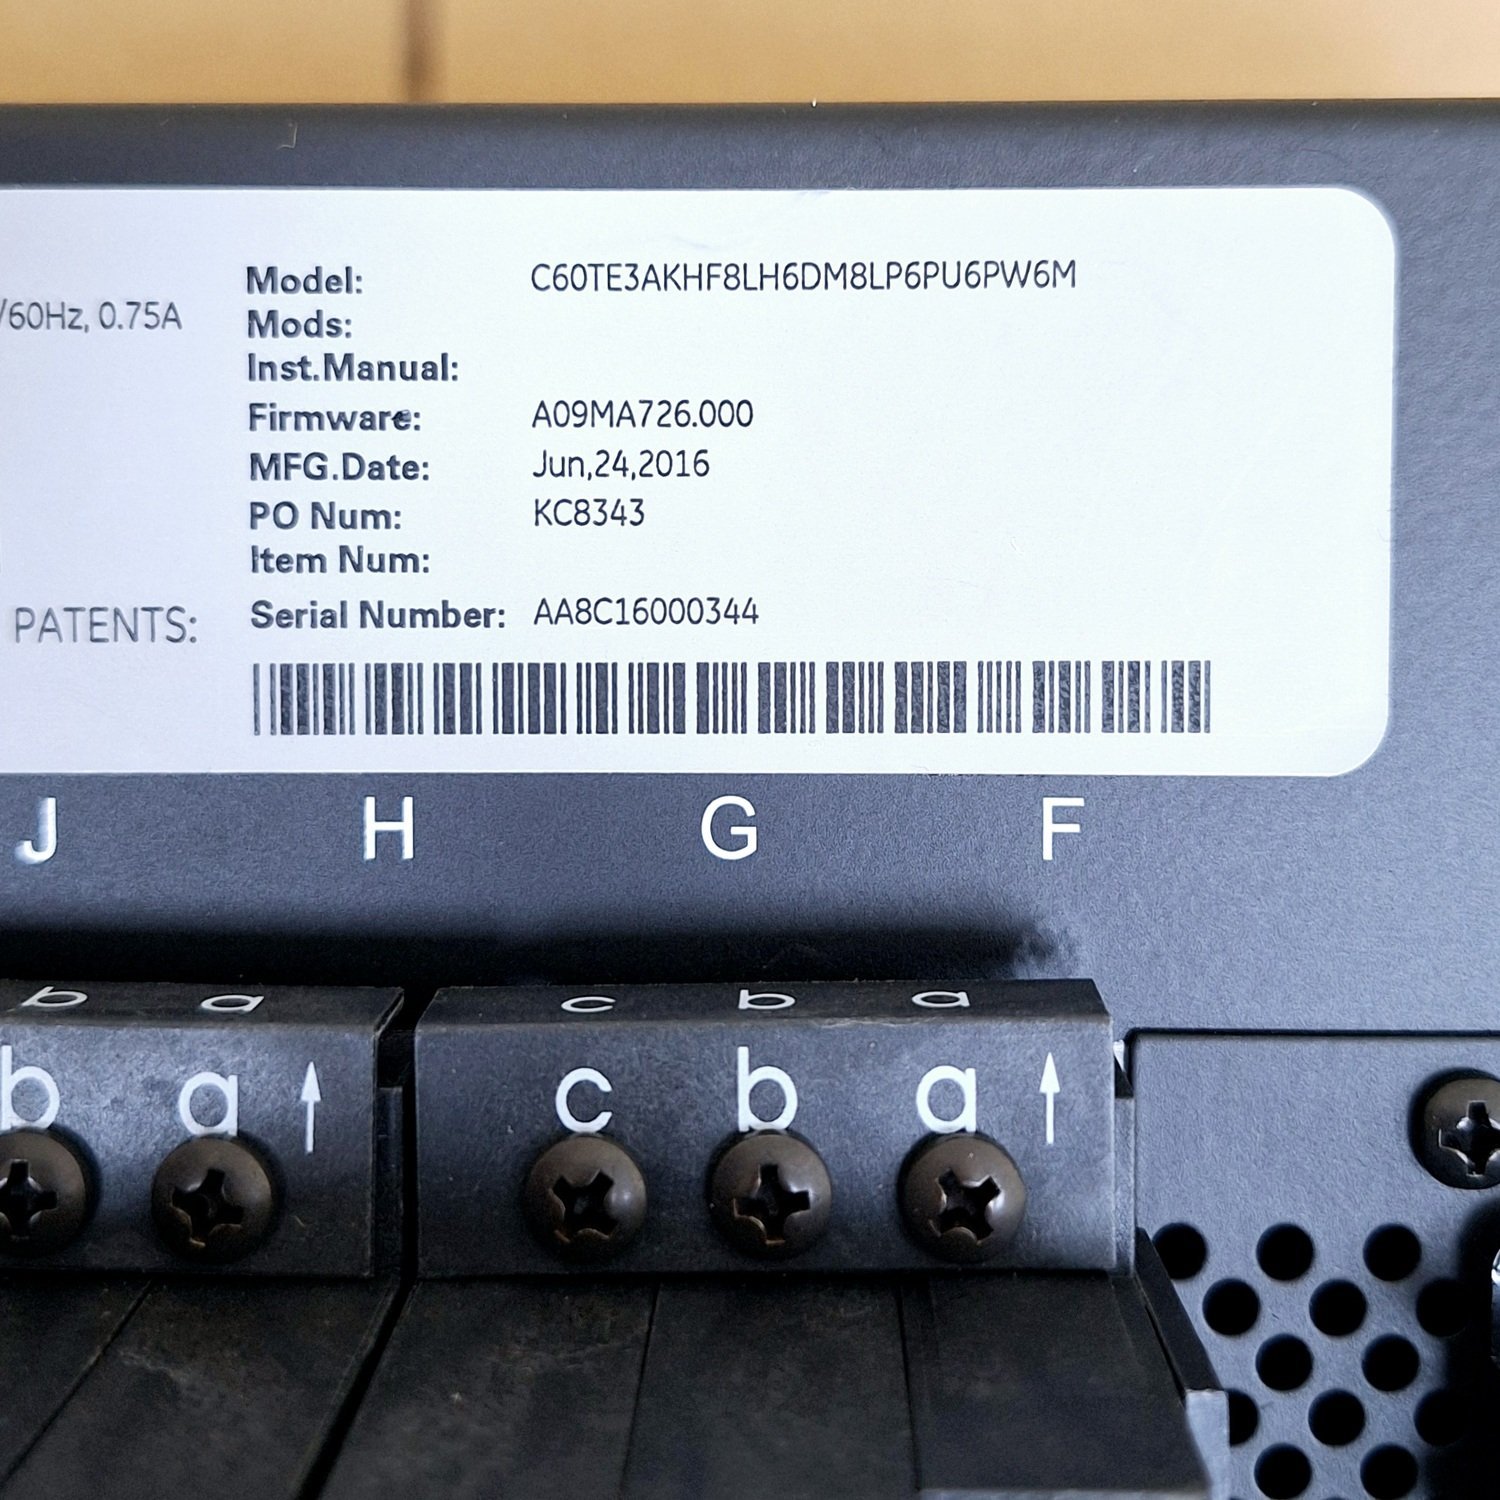 Model: C60TE3AKHF8LH6DM8LP6PU6PW6M
/60Hz, 0.75A
Mods:
Inst.Manual:
Firmware: A09MA726.000
MFG.Date: Jun,24,2016
PO Num: KC8343
Item Num:
PATENTS:
Serial Number: AA8C16000344
J H G F
b a c b a
b a c b a